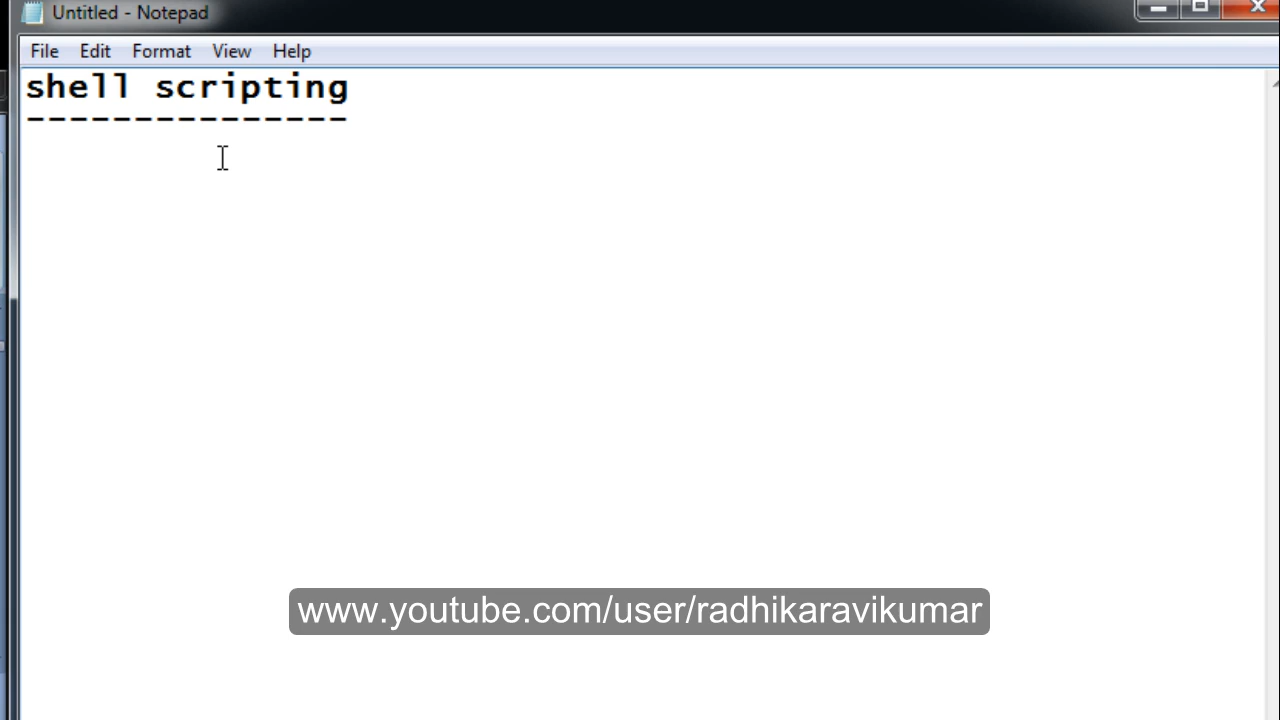 Untitled - Notepad
File Edit Format View Help
shell scripting
---------------
www.youtube.com/user/radhikaravikumar